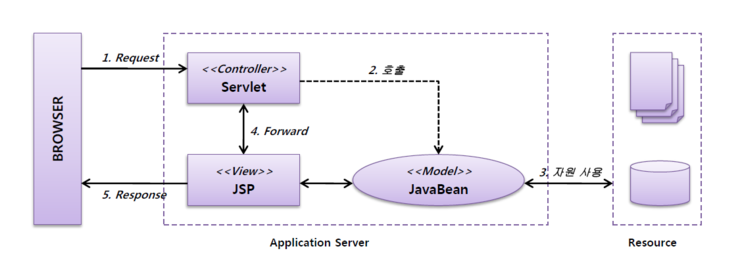 BROWSER
1. Request
<<Controller>>
Servlet
2. 호출
4. Forward
<<View>>
JSP
5. Response
<<Model>>
JavaBean
3. 자원 사용
Application Server
Resource